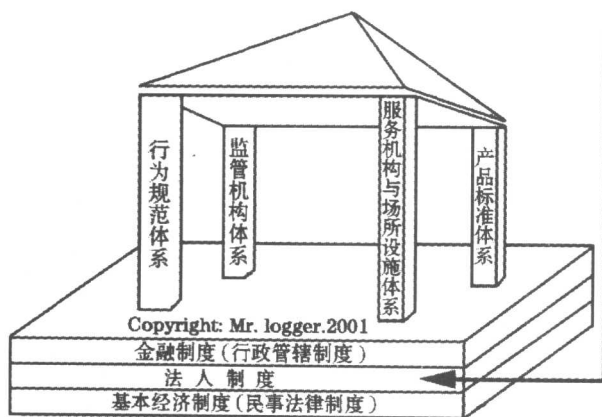 行为规范体系
监管机构体系
服务机构与场所设施体系
产品标准体系
Copyright: Mr. logger.2001
金融制度(行政管辖制度)
法人制度
基本经济制度(民事法律制度)